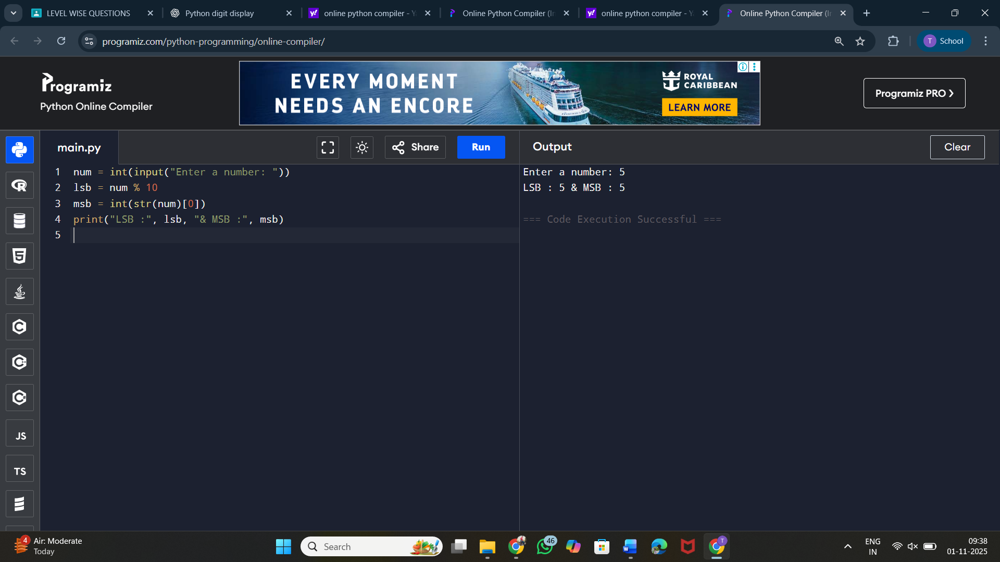 LEVEL WISE QUESTIONS
Python digit display
online python compiler - Y
Online Python Compiler (In
online python compiler - Y
Online Python Compiler (In
programiz.com/python-programming/online-compiler/
T School
Programiz
Python Online Compiler
EVERY MOMENT
NEEDS AN ENCORE
ROYAL
CARIBBEAN
LEARN MORE
Programiz PRO ❯
main.py
Share
Run
Output
Clear
1 num = int(input("Enter a number: "))
2 lsb = num % 10
3 msb = int(str(num)[0])
4 print("LSB :", lsb, "& MSB :", msb)
5
Enter a number: 5
LSB : 5 & MSB : 5
=== Code Execution Successful ===
JS
TS
4
Air: Moderate
Today
Search
46
T
ENG
IN
09:38
01-11-2025